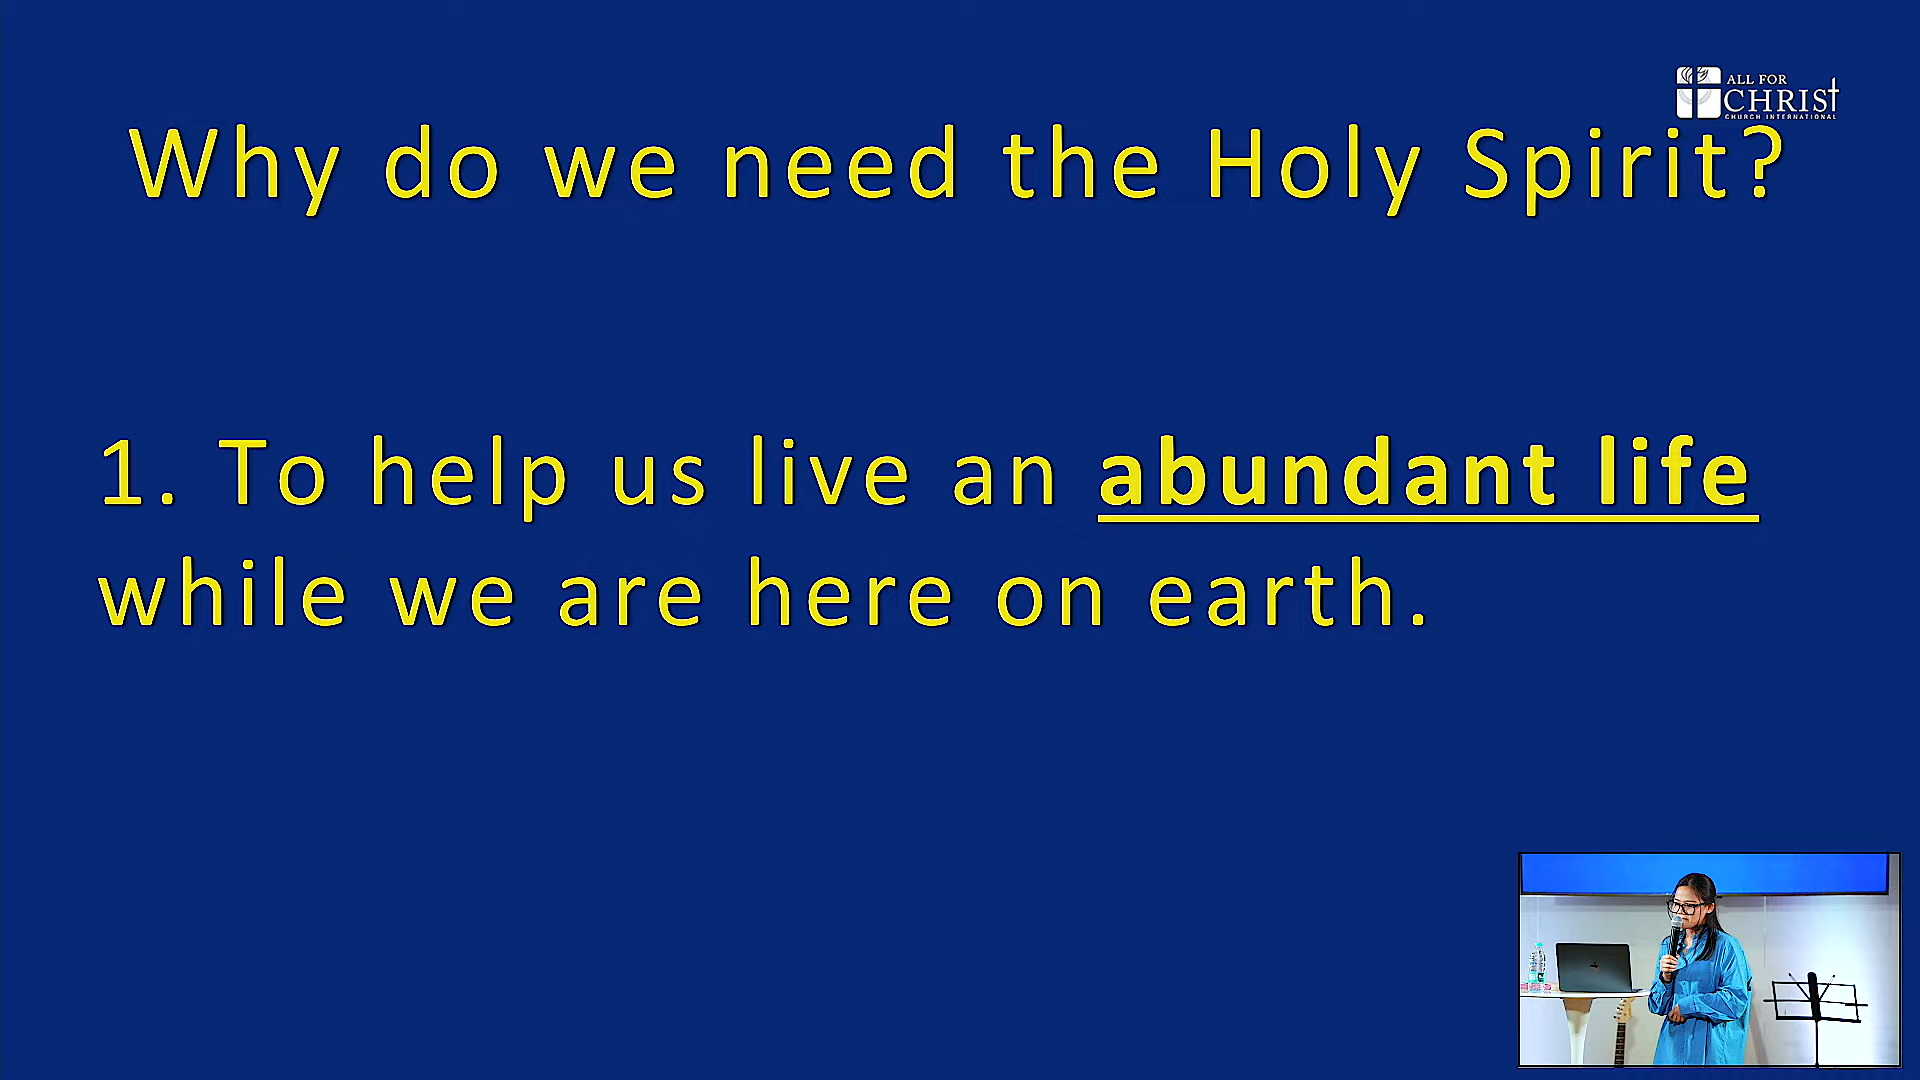 ALL FOR
CHRIST
CHURCH INTERNATIONAL
Why do we need the Holy Spirit?
1. To help us live an abundant life
while we are here on earth.